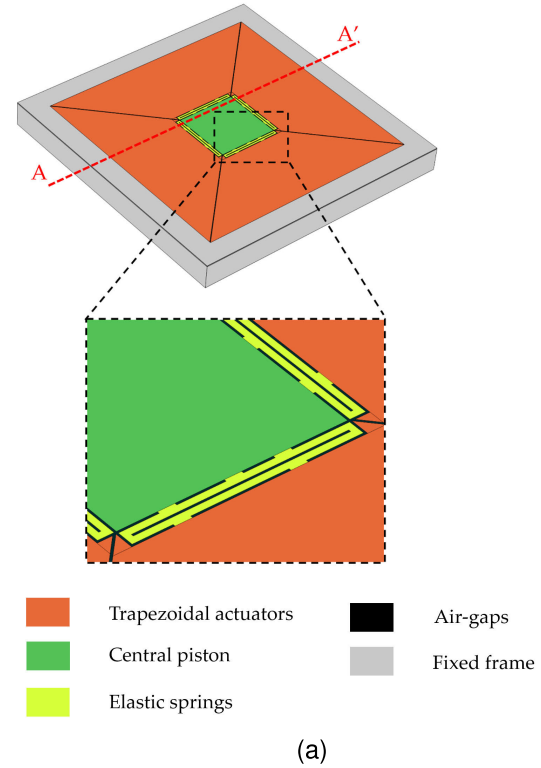 A’
A
Trapezoidal actuators
Air-gaps
Central piston
Fixed frame
Elastic springs
(a)